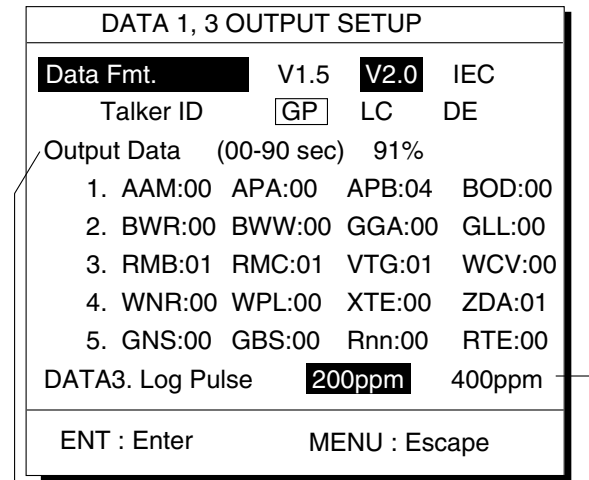 DATA 1, 3 OUTPUT SETUP
Data Fmt. V1.5 V2.0 IEC
Talker ID GP LC DE
Output Data (00-90 sec) 91%
1. AAM:00 APA:00 APB:04 BOD:00
2. BWR:00 BWW:00 GGA:00 GLL:00
3. RMB:01 RMC:01 VTG:01 WCV:00
4. WNR:00 WPL:00 XTE:00 ZDA:01
5. GNS:00 GBS:00 Rnn:00 RTE:00
DATA3. Log Pulse 200ppm 400ppm
ENT : Enter MENU : Escape